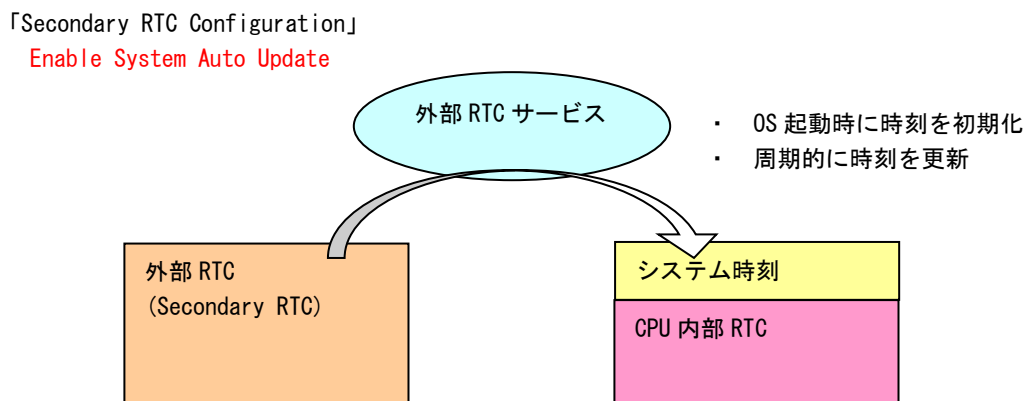 「Secondary RTC Configuration」
Enable System Auto Update
外部 RTC サービス
・ OS 起動時に時刻を初期化
・ 周期的に時刻を更新
外部 RTC
(Secondary RTC)
システム時刻
CPU 内部 RTC